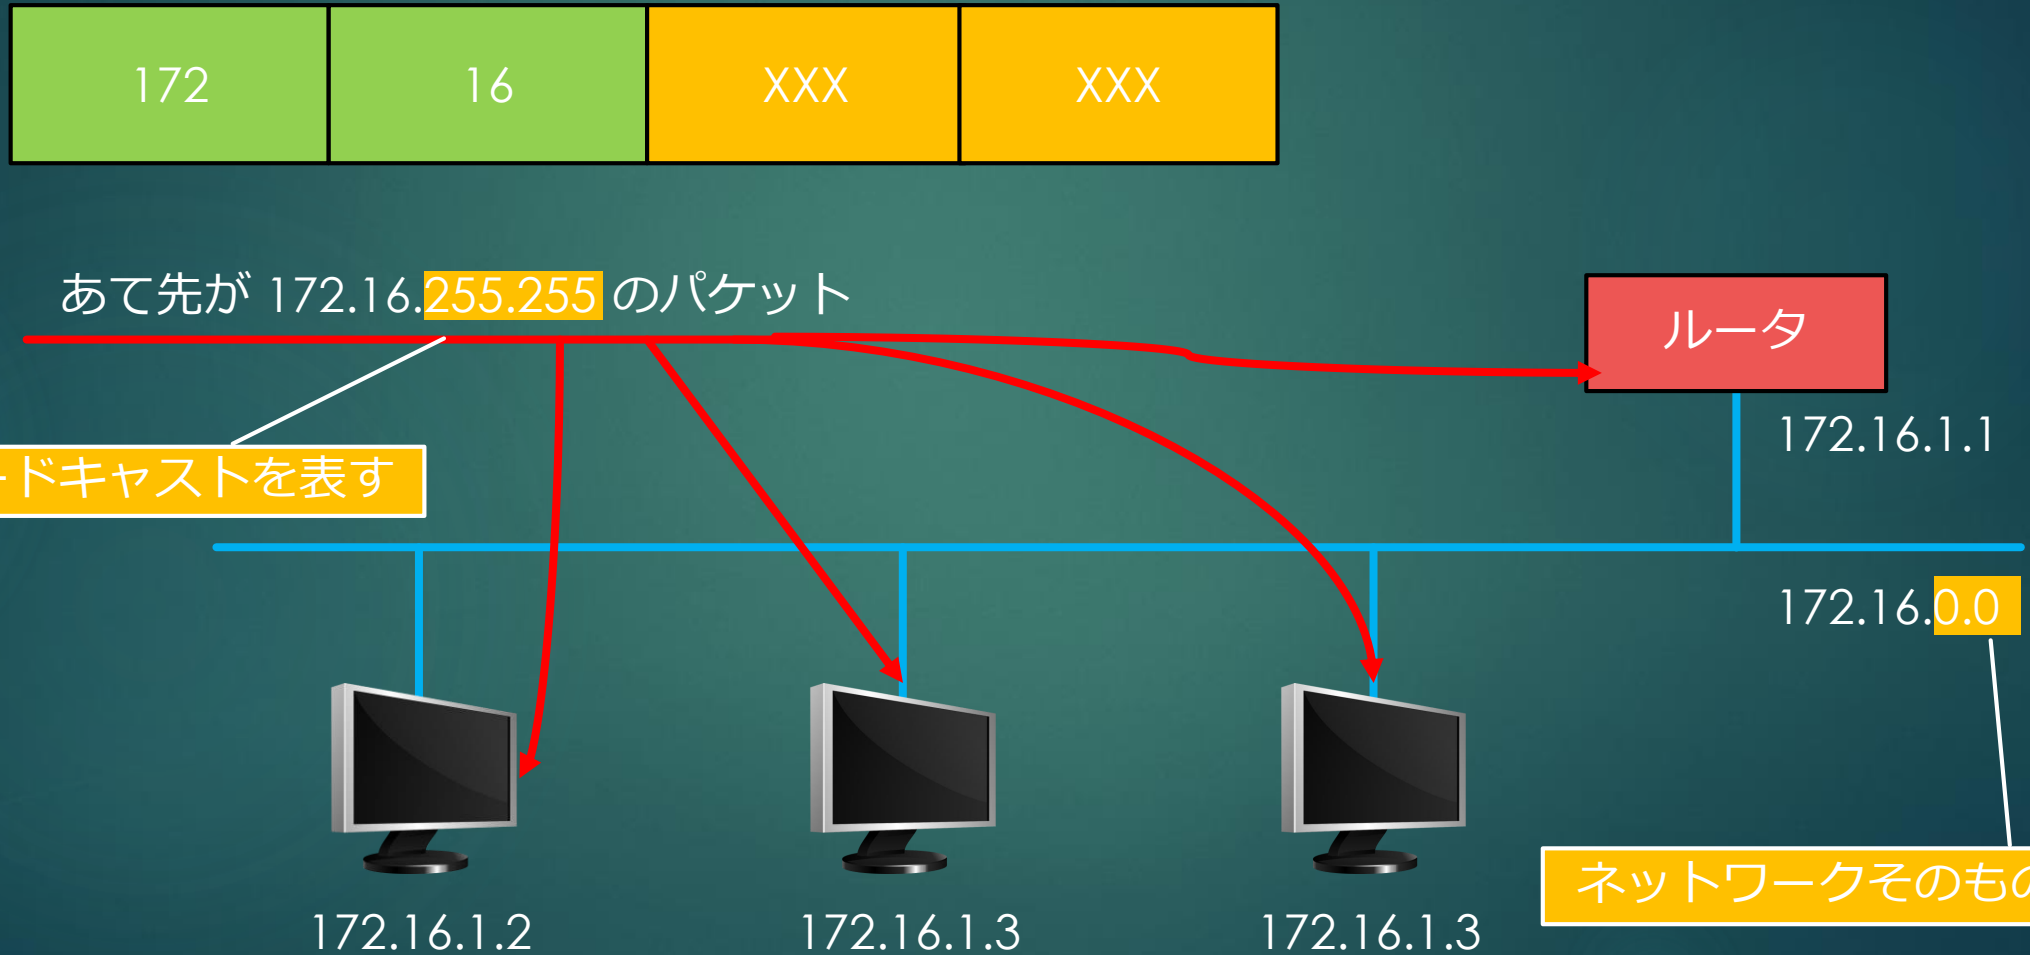 172 16 XXX XXX
あて先が 172.16.255.255 のパケット
ルータ
172.16.1.1
ードキャストを表す
172.16.0.0
ネットワークそのもの
172.16.1.2 172.16.1.3 172.16.1.3